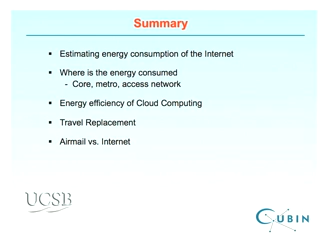 Summary
▪ Estimating energy consumption of the Internet
▪ Where is the energy consumed
- Core, metro, access network
▪ Energy efficiency of Cloud Computing
▪ Travel Replacement
▪ Airmail vs. Internet
UCSB
CUBIN